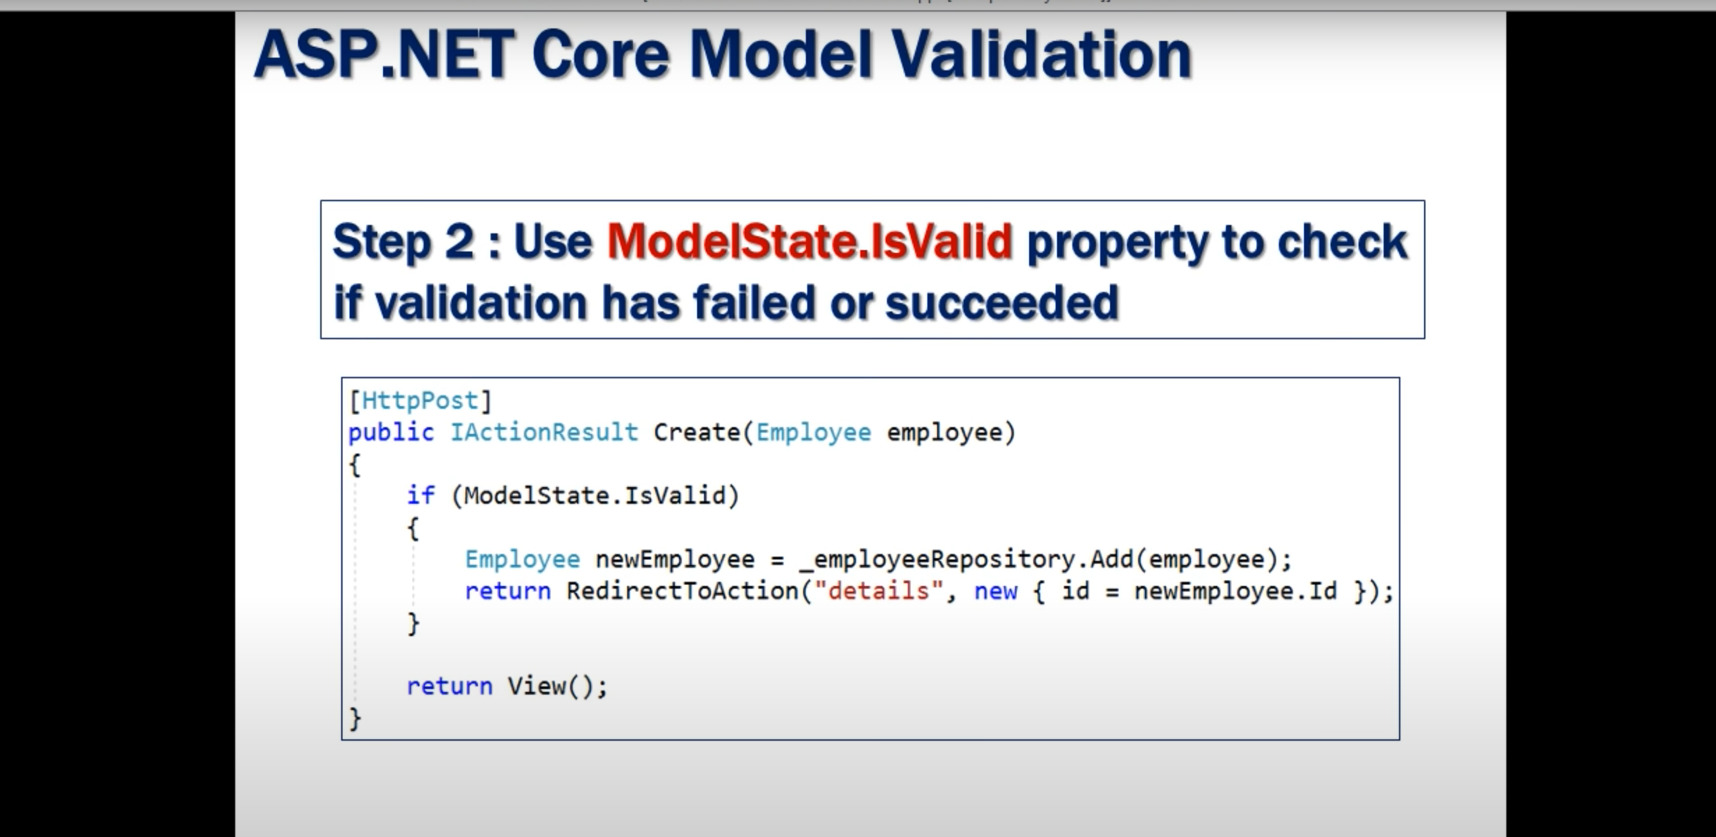 ASP.NET Core Model Validation
Step 2 : Use ModelState.IsValid property to check
if validation has failed or succeeded
[HttpPost]
public IActionResult Create(Employee employee)
{
    if (ModelState.IsValid)
    {
        Employee newEmployee = _employeeRepository.Add(employee);
        return RedirectToAction("details", new { id = newEmployee.Id });
    }
    return View();
}